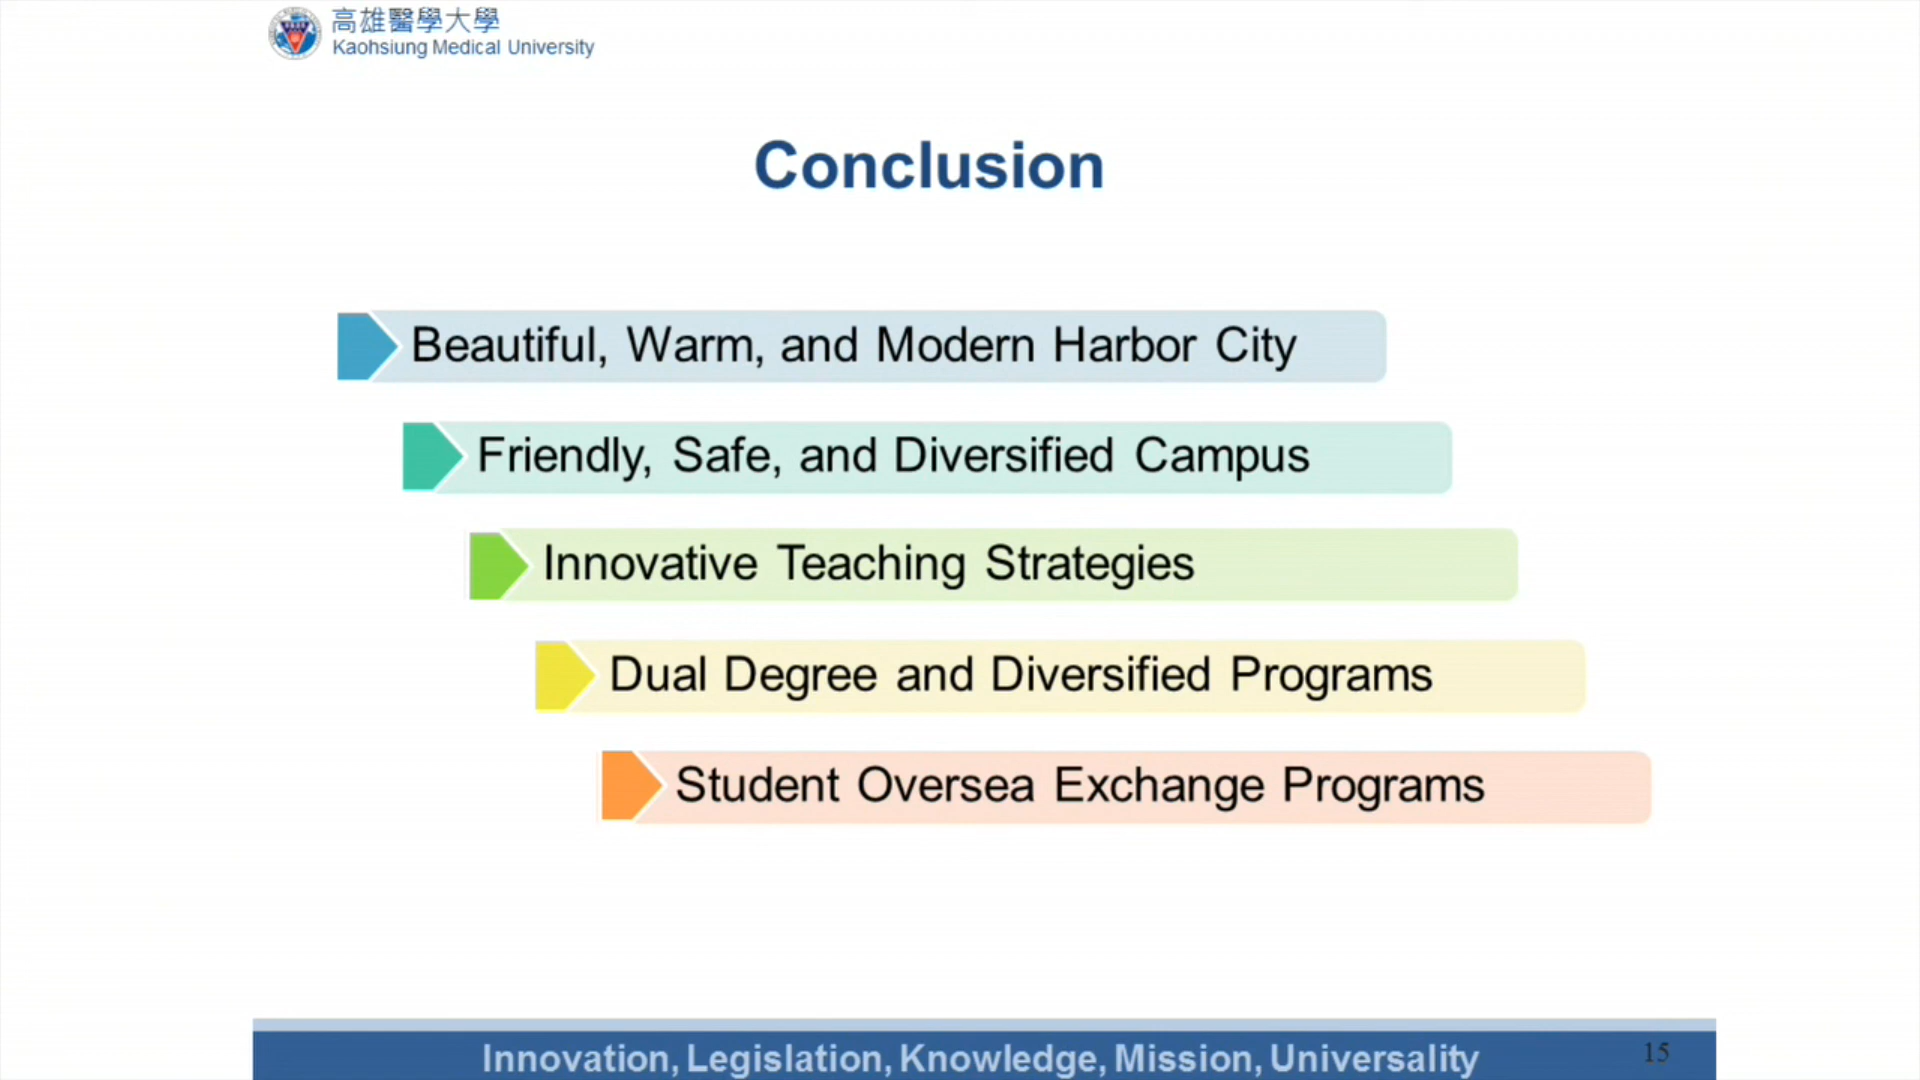 高雄醫學大學
Kaohsiung Medical University
Conclusion
Beautiful, Warm, and Modern Harbor City
Friendly, Safe, and Diversified Campus
Innovative Teaching Strategies
Dual Degree and Diversified Programs
Student Oversea Exchange Programs
Innovation, Legislation, Knowledge, Mission, Universality
15